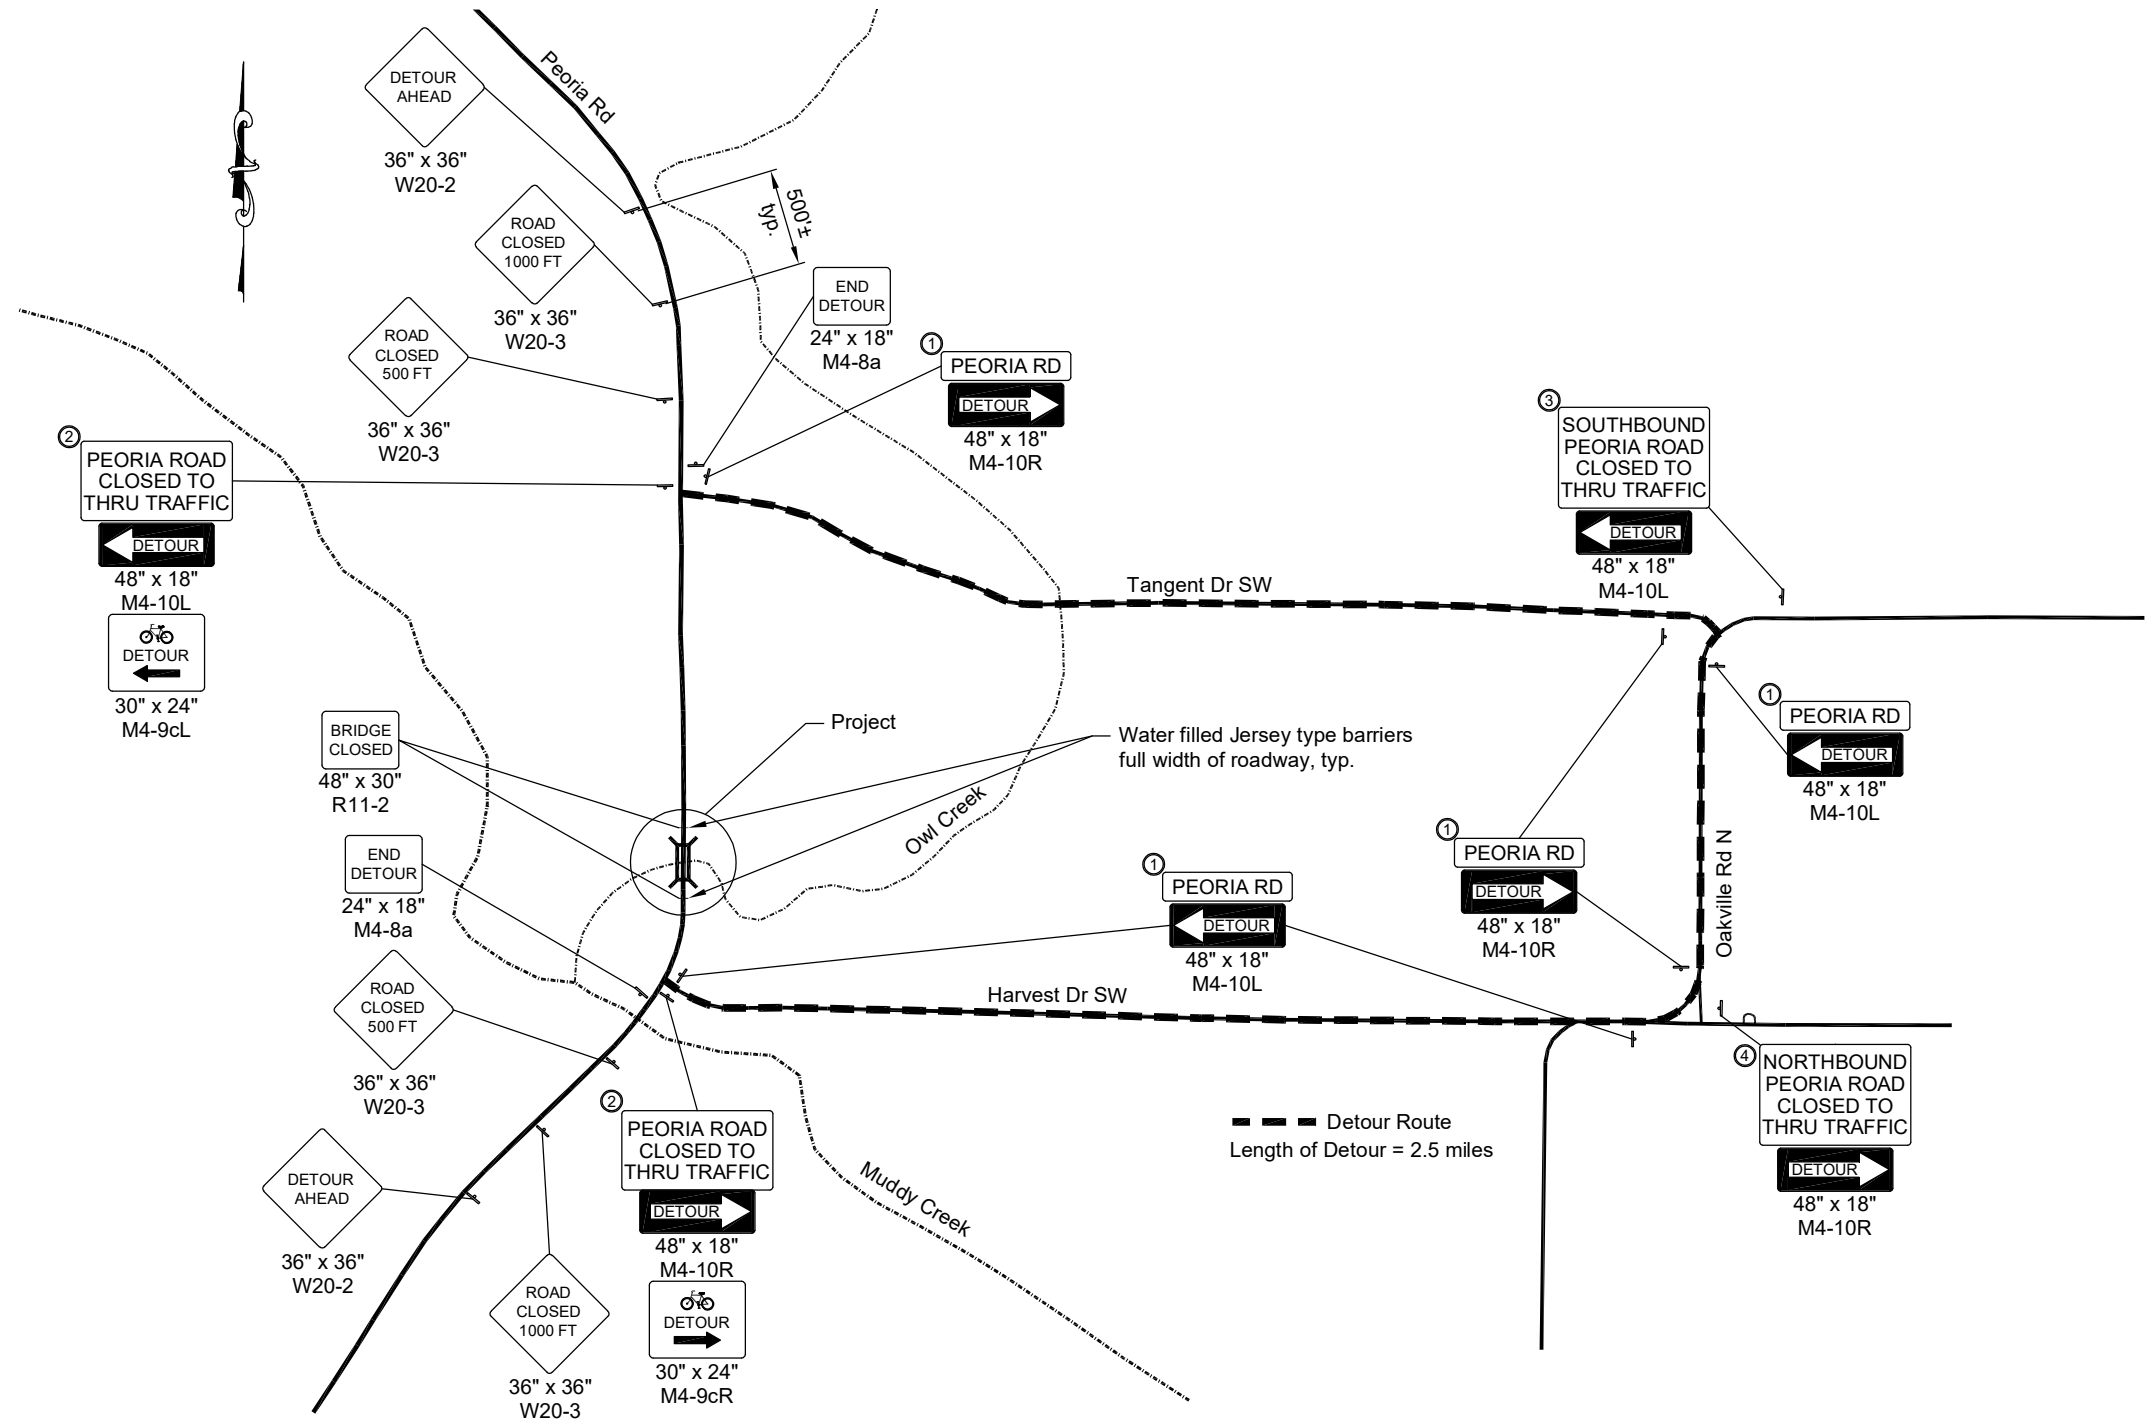 Peoria Rd
DETOUR
AHEAD
36" x 36"
W20-2
500'±
typ.
ROAD
CLOSED
1000 FT
36" x 36"
W20-3
END
DETOUR
24" x 18"
M4-8a
ROAD
CLOSED
500 FT
36" x 36"
W20-3
1
PEORIA RD
DETOUR
48" x 18"
M4-10R
2
PEORIA ROAD
CLOSED TO
THRU TRAFFIC
DETOUR
48" x 18"
M4-10L
DETOUR
30" x 24"
M4-9cL
3
SOUTHBOUND
PEORIA ROAD
CLOSED TO
THRU TRAFFIC
DETOUR
48" x 18"
M4-10L
Tangent Dr SW
1
PEORIA RD
DETOUR
48" x 18"
M4-10L
BRIDGE
CLOSED
48" x 30"
R11-2
Project
Water filled Jersey type barriers
full width of roadway, typ.
Owl Creek
Oakville Rd N
1
PEORIA RD
DETOUR
48" x 18"
M4-10R
1
PEORIA RD
DETOUR
48" x 18"
M4-10L
END
DETOUR
24" x 18"
M4-8a
Harvest Dr SW
ROAD
CLOSED
500 FT
36" x 36"
W20-3
4
NORTHBOUND
PEORIA ROAD
CLOSED TO
THRU TRAFFIC
DETOUR
48" x 18"
M4-10R
2
PEORIA ROAD
CLOSED TO
THRU TRAFFIC
DETOUR
48" x 18"
M4-10R
DETOUR
30" x 24"
M4-9cR
Detour Route
Length of Detour = 2.5 miles
Muddy Creek
DETOUR
AHEAD
36" x 36"
W20-2
ROAD
CLOSED
1000 FT
36" x 36"
W20-3